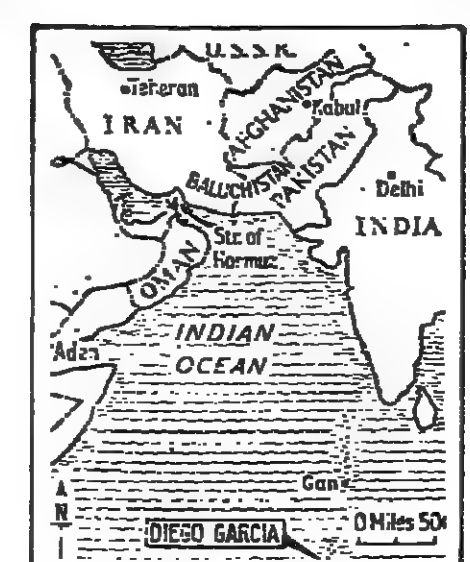 U.S.S.R.
Teheran
AFGHANISTAN
Kabul
IRAN
BALUCHISTAN
PAKISTAN
Delhi
INDIA
Str. of
Hormuz
OMAN
INDIAN
OCEAN
Aden
Gan
N
0 Miles 50
DIEGO GARCIA